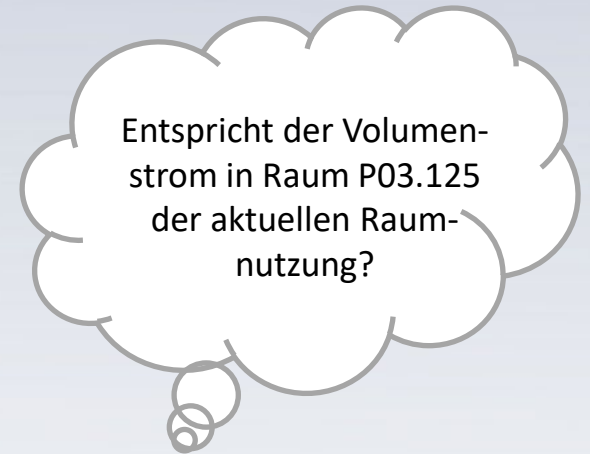 Entspricht der Volumen-
strom in Raum P03.125
der aktuellen Raum-
nutzung?